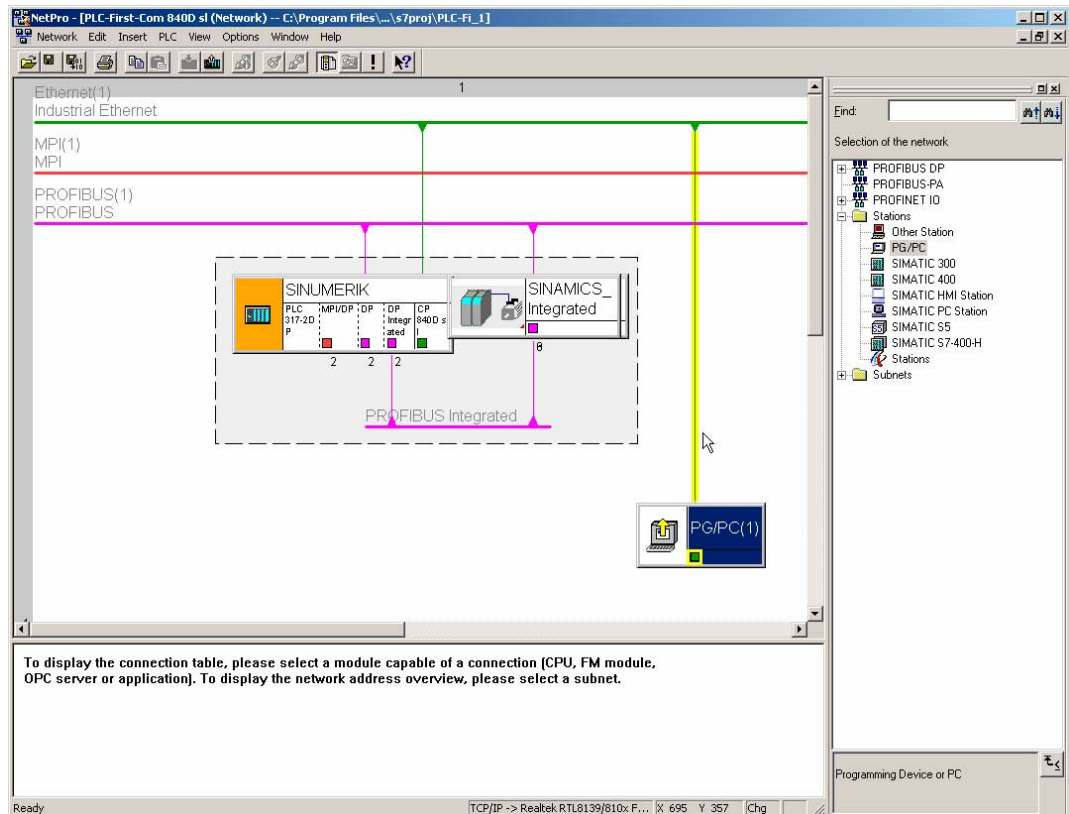 NetPro - [PLC-First-Com 840D sl (Network) -- C:\Program Files\...\s7proj\PLC-Fi_1]
Network Edit Insert PLC View Options Window Help
1
Ethernet(1)
Industrial Ethernet
MPI(1)
MPI
PROFIBUS(1)
PROFIBUS
SINUMERIK
PLC
317-2D
P
MPI/DP
DP
DP
Integr
ated
CP
840D s
l
2 2 2
SINAMICS_
Integrated
8
PROFIBUS Integrated
PG/PC(1)
Find:
Selection of the network
PROFIBUS DP
PROFIBUS-PA
PROFINET IO
Stations
Other Station
PG/PC
SIMATIC 300
SIMATIC 400
SIMATIC HMI Station
SIMATIC PC Station
SIMATIC S5
SIMATIC S7-400-H
Stations
Subnets
To display the connection table, please select a module capable of a connection (CPU, FM module,
OPC server or application). To display the network address overview, please select a subnet.
Programming Device or PC
Ready
TCP/IP -> Realtek RTL8139/810x F... X 695 Y 357 Chg